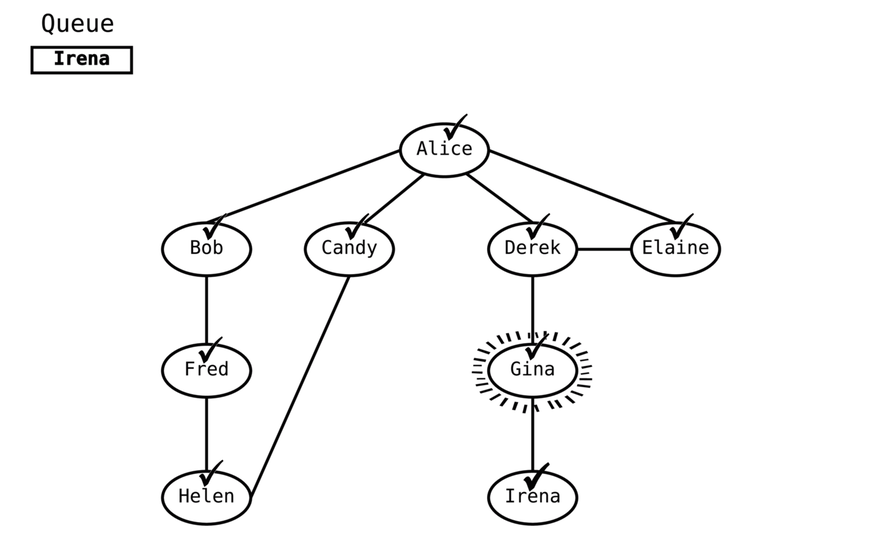 Queue
Irena
Alice
Bob
Candy
Derek
Elaine
Fred
Gina
Helen
Irena